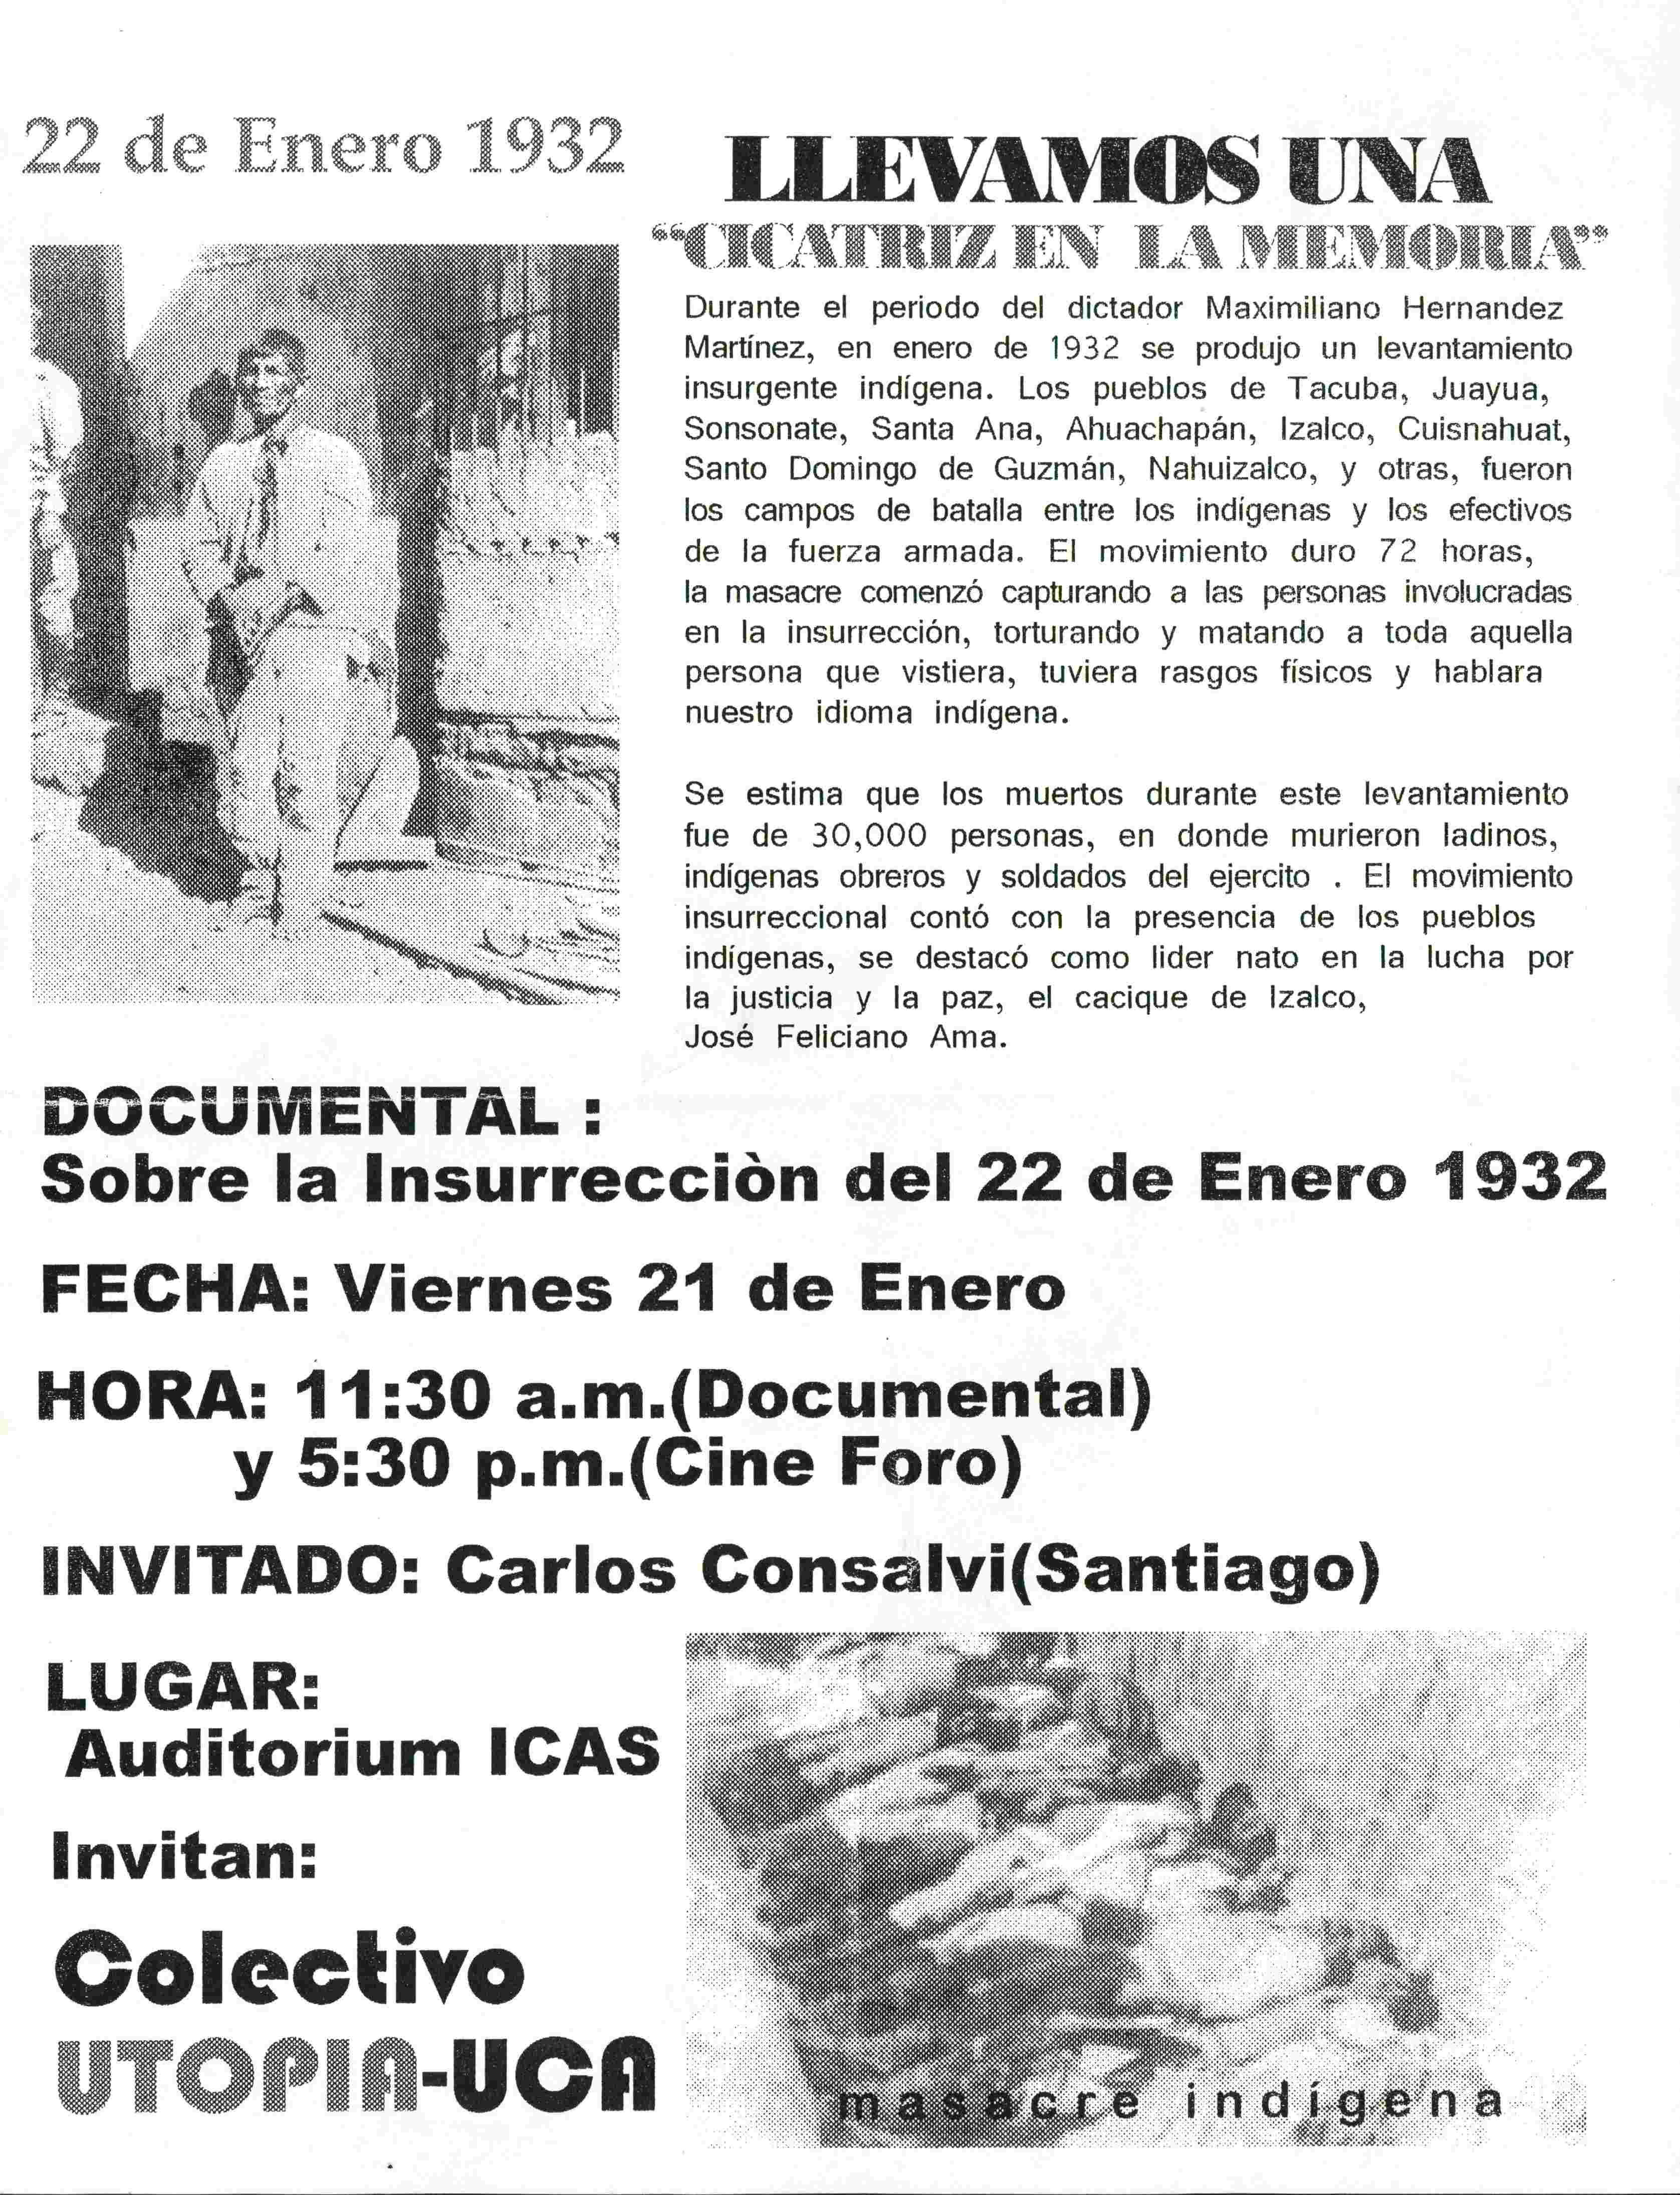 22 de Enero 1932
LLEVAMOS UNA
“CICATRIZ EN LA MEMORIA”
Durante el periodo del dictador Maximiliano Hernandez
Martínez, en enero de 1932 se produjo un levantamiento
insurgente indígena. Los pueblos de Tacuba, Juayua,
Sonsonate, Santa Ana, Ahuachapán, Izalco, Cuisnahuat,
Santo Domingo de Guzmán, Nahuizalco, y otras, fueron
los campos de batalla entre los indígenas y los efectivos
de la fuerza armada. El movimiento duro 72 horas,
la masacre comenzó capturando a las personas involucradas
en la insurrección, torturando y matando a toda aquella
persona que vistiera, tuviera rasgos físicos y hablara
nuestro idioma indígena.
Se estima que los muertos durante este levantamiento
fue de 30,000 personas, en donde murieron ladinos,
indígenas obreros y soldados del ejercito . El movimiento
insurreccional contó con la presencia de los pueblos
indígenas, se destacó como lider nato en la lucha por
la justicia y la paz, el cacique de Izalco,
José Feliciano Ama.
DOCUMENTAL :
Sobre la Insurrecciòn del 22 de Enero 1932
FECHA: Viernes 21 de Enero
HORA: 11:30 a.m.(Documental)
y 5:30 p.m.(Cine Foro)
INVITADO: Carlos Consalvi(Santiago)
LUGAR:
Auditorium ICAS
Invitan:
Colectivo
UTOPIA-UCA
masacre indígena